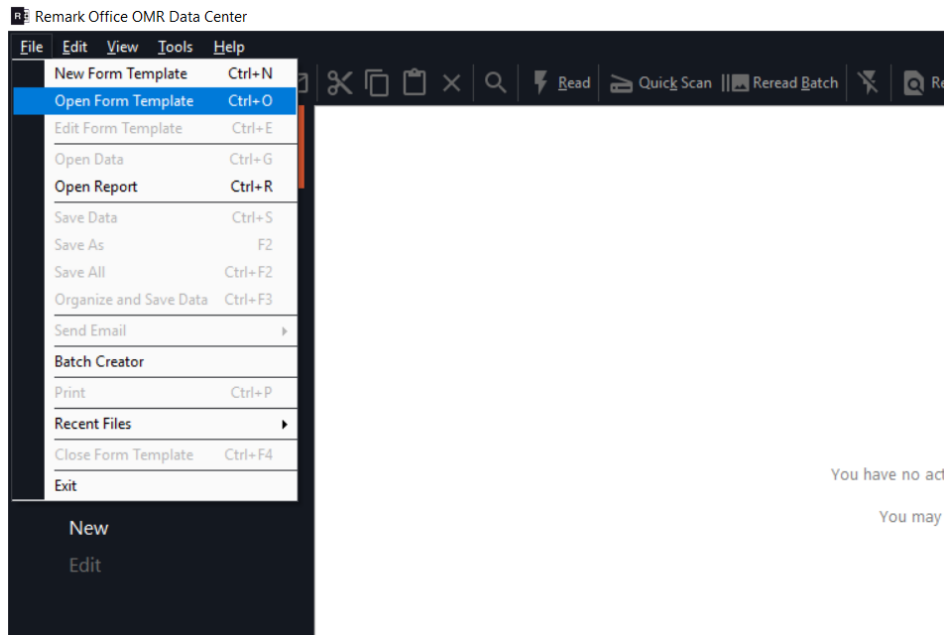 Remark Office OMR Data Center
File Edit View Tools Help
New Form Template Ctrl+N
Open Form Template Ctrl+O
Edit Form Template Ctrl+E
Open Data Ctrl+G
Open Report Ctrl+R
Save Data Ctrl+S
Save As F2
Save All Ctrl+F2
Organize and Save Data Ctrl+F3
Send Email
Batch Creator
Print Ctrl+P
Recent Files
Close Form Template Ctrl+F4
Exit
Read Quick Scan Reread Batch
New
Edit
You have no
You may